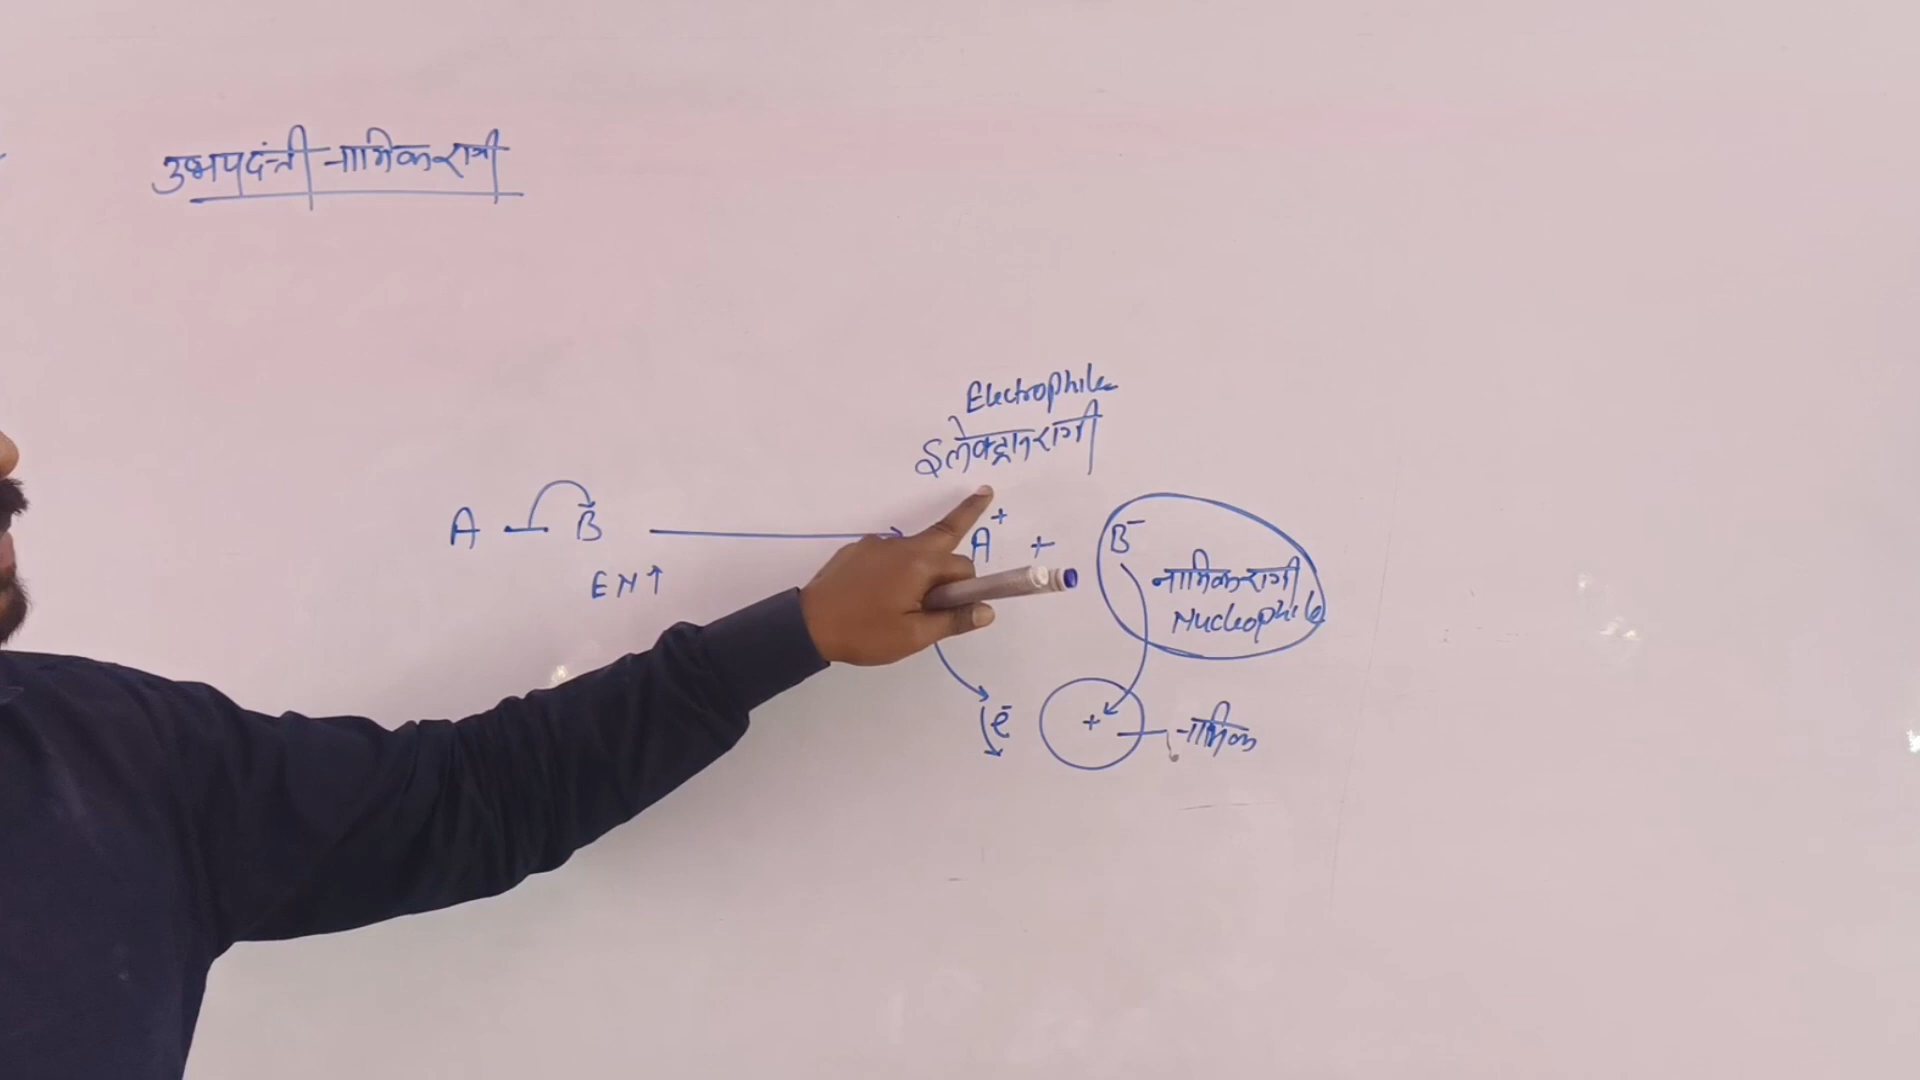 उभयदंन्ती नाभिकरागी
Electrophile
इलेक्ट्रानरागी
A — B → A⁺ + B⁻
EN↑
नाभिकरागी
Nucleophile
e⁻ + नाभिक